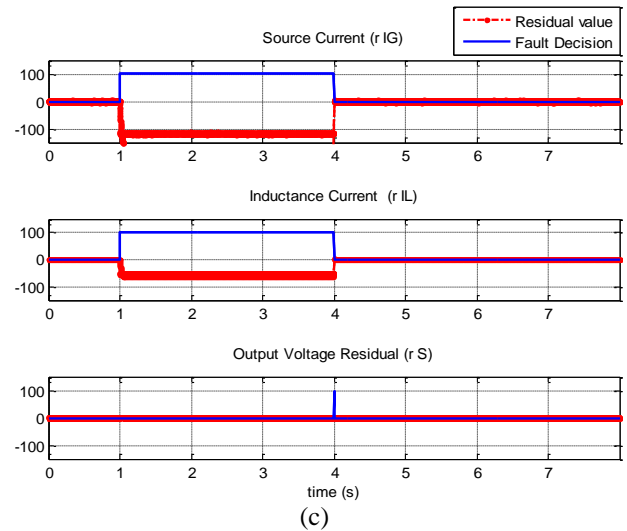 Residual value
Fault Decision
Source Current (r IG)
100
0
-100
0 1 2 3 4 5 6 7
Inductance Current (r IL)
100
0
-100
0 1 2 3 4 5 6 7
Output Voltage Residual (r S)
100
0
-100
0 1 2 3 4 5 6 7
time (s)
(c)